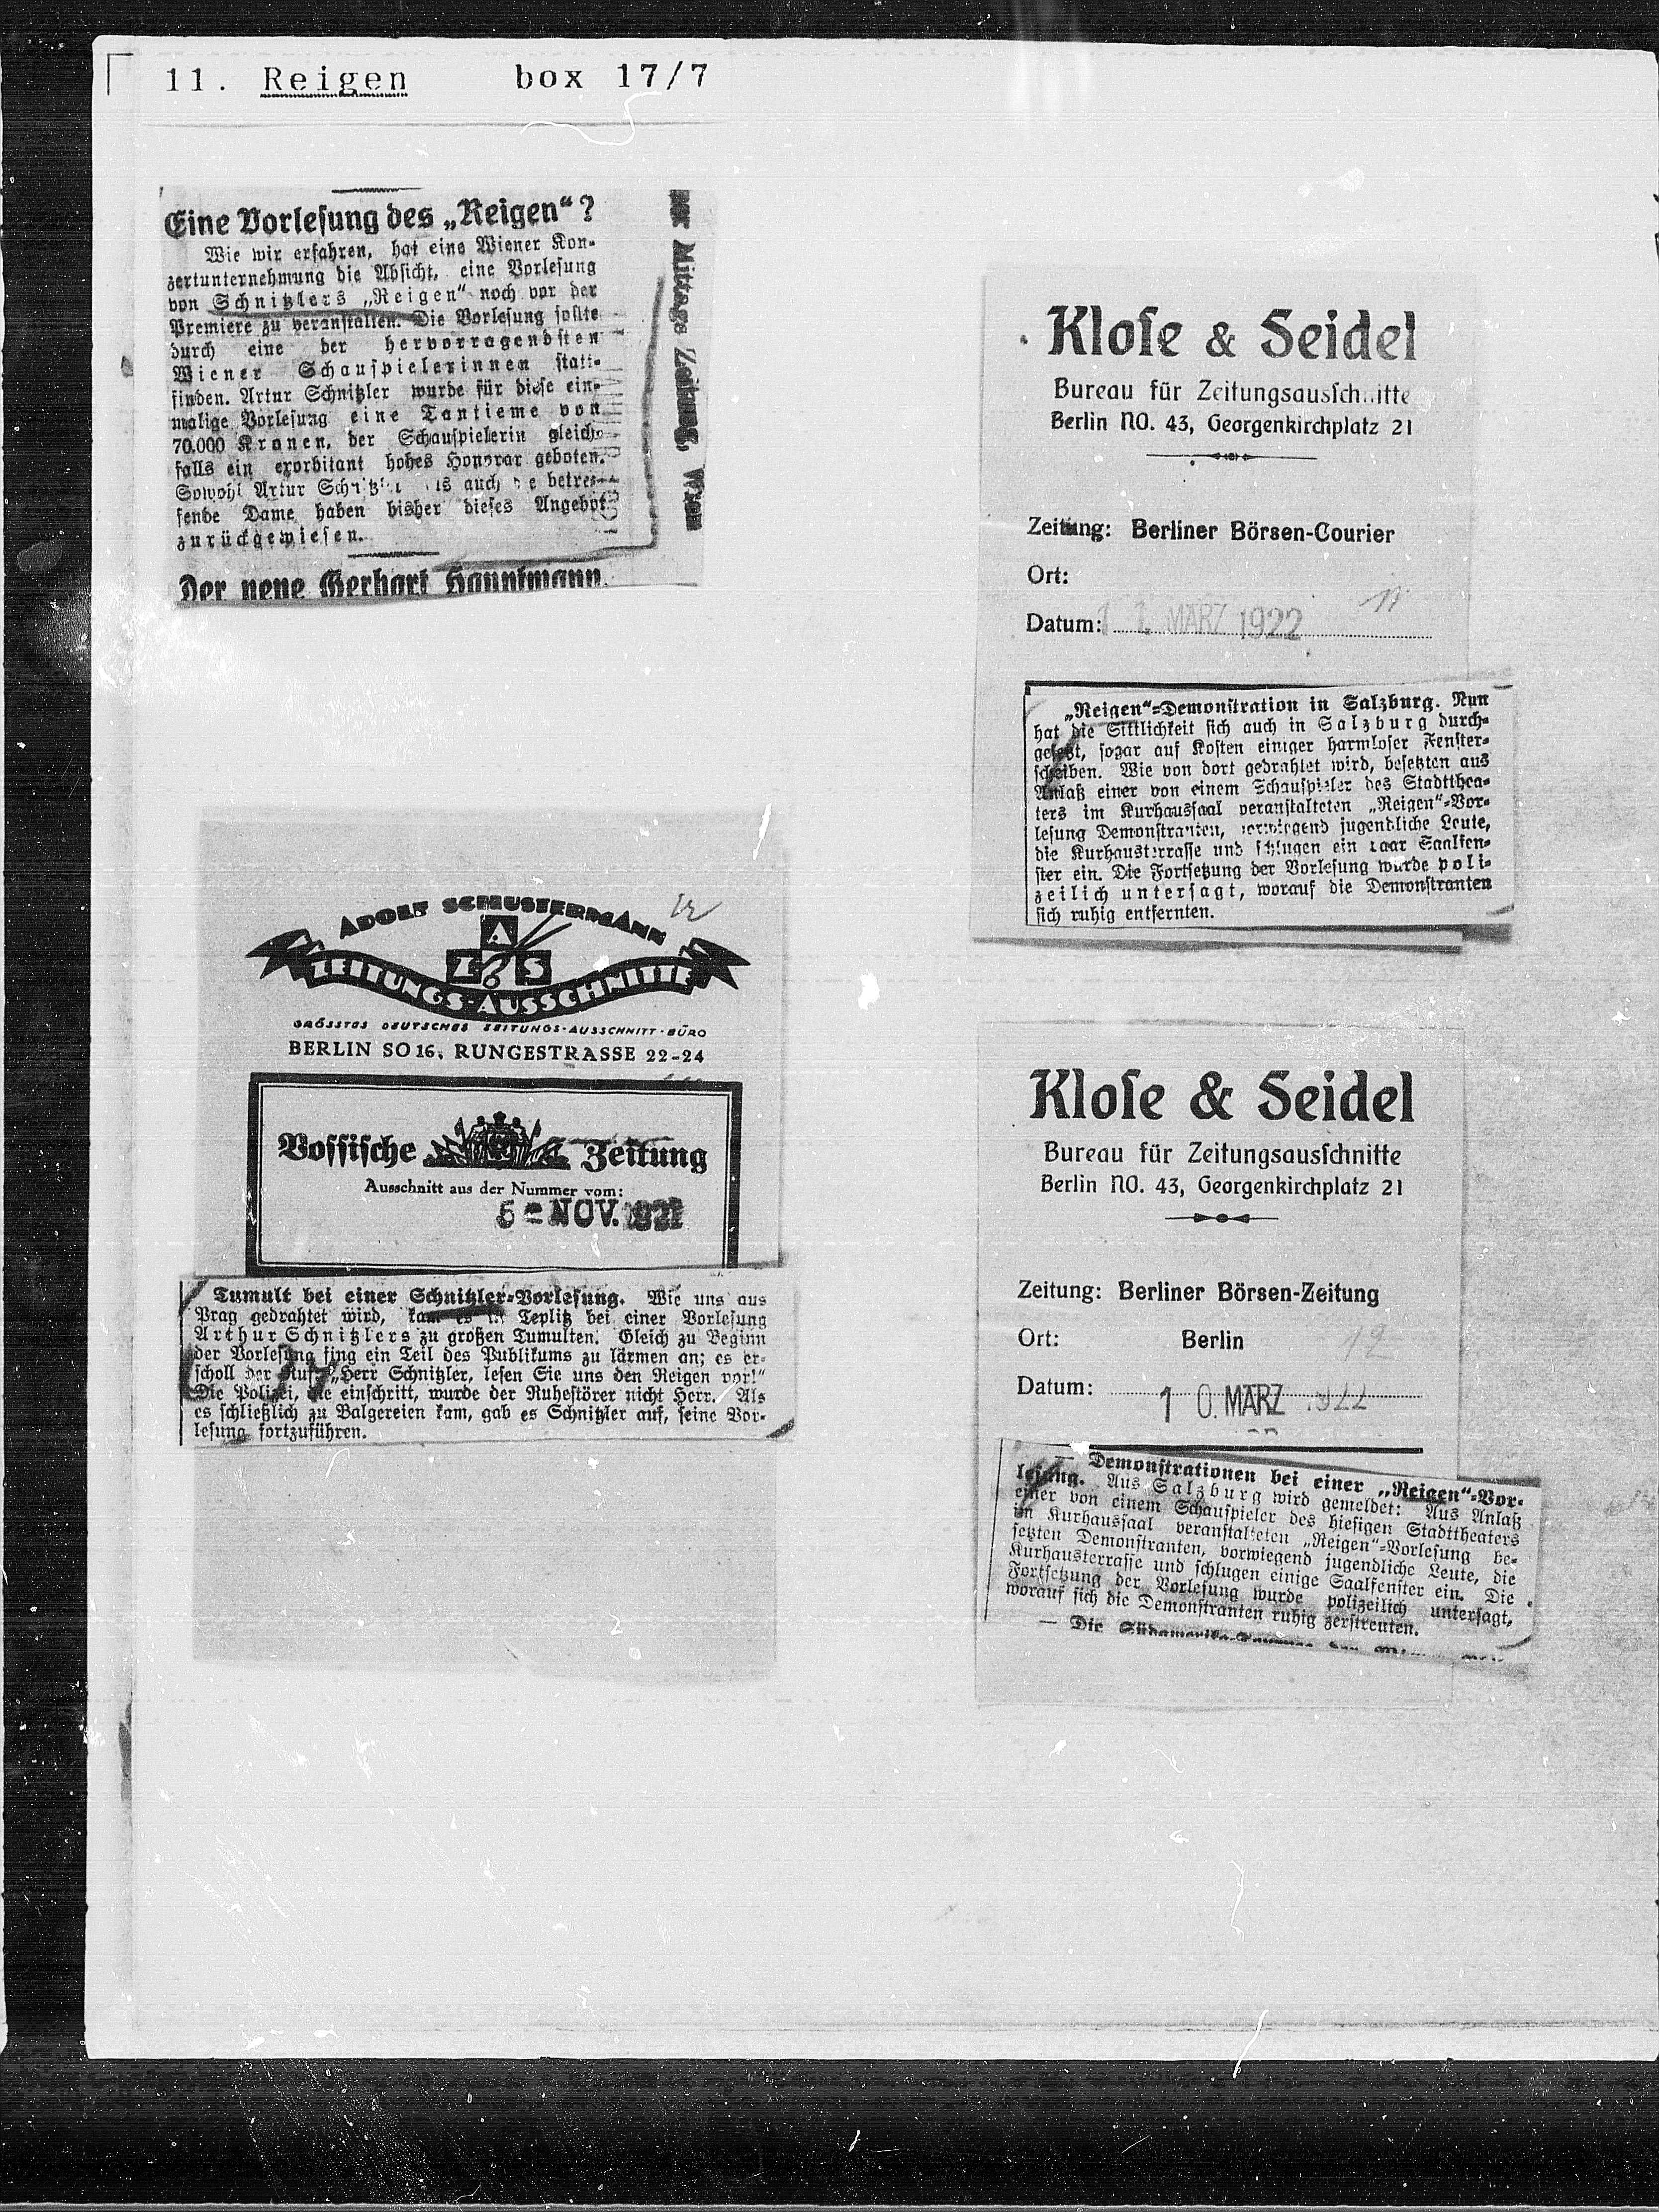 11. Reigen box 17/7
Eine Vorlesung des „Reigen“?
Wie wir erfahren, hat eine Wiener Kon-
zertunternehmung die Absicht, eine Vorlesung
von Schnitzlers „Reigen“ noch vor der
Premiere zu veranstalten. Die Vorlesung sollte
durch eine der hervorragendsten
Wiener Schauspielerinnen statt-
finden. Artur Schnitzler wurde für diese ein-
malige Vorlesung eine Tantieme von
70.000 Kronen, der Schauspielerin gleich-
falls ein exorbitant hohes Honorar geboten.
Sowohl Artur Schnitzler als auch die betref-
fende Dame haben bisher dieses Angebot
zurückgewiesen.
Der neue Gerhart Hauptmann.
Mittags Zeitung, Wien
ADOLF SCHUSTERMANN
A
Z S
ZEITUNGS-AUSSCHNITTE
GRÖSSTES DEUTSCHES ZEITUNGS-AUSSCHNITT-BÜRO
BERLIN SO 16, RUNGESTRASSE 22-24
Vossische Zeitung
Ausschnitt aus der Nummer vom:
5 - NOV. 192
Tumult bei einer Schnitzler-Vorlesung. Wie uns aus
Prag gedrahtet wird, kam es in Teplitz bei einer Vorlesung
Arthur Schnitzlers zu großen Tumulten. Gleich zu Beginn
der Vorlesung fing ein Teil des Publikums zu lärmen an; es er-
scholl der Ruf: „Herr Schnitzler, lesen Sie uns den Reigen vor!“
Die Polizei, die einschritt, wurde der Ruhestörer nicht Herr. Als
es schließlich zu Balgereien kam, gab es Schnitzler auf, seine Vor-
lesung fortzuführen.
Klose & Seidel
Bureau für Zeitungsausschnitte
Berlin NO. 43, Georgenkirchplatz 21
Zeitung: Berliner Börsen-Courier
Ort:
11
Datum: 1 1. MÄRZ 1922
„Reigen“-Demonstration in Salzburg. Nun
hat die Sittlichkeit sich auch in Salzburg durch-
gesetzt, sogar auf Kosten einiger harmloser Fenster-
scheiben. Wie von dort gedrahtet wird, besetzten aus
Anlaß einer von einem Schauspieler des Stadtthea-
ters im Kurhaussaal veranstalteten „Reigen“-Vor-
lesung Demonstranten, vorwiegend jugendliche Leute,
die Kurhausterrasse und schlugen ein paar Saalfen-
ster ein. Die Fortsetzung der Vorlesung wurde poli-
zeilich untersagt, worauf die Demonstranten
sich ruhig entfernten.
Klose & Seidel
Bureau für Zeitungsausschnitte
Berlin NO. 43, Georgenkirchplatz 21
Zeitung: Berliner Börsen-Zeitung
Ort: Berlin 12
Datum: 1 0. MÄRZ 1922
— Demonstrationen bei einer „Reigen“-Vor-
lesung. Aus Salzburg wird gemeldet: Aus Anlaß
einer von einem Schauspieler des hiesigen Stadttheaters
im Kurhaussaal veranstalteten „Reigen“-Vorlesung be-
setzten Demonstranten, vorwiegend jugendliche Leute, die
Kurhausterrasse und schlugen einige Saalfenster ein. Die
Fortsetzung der Vorlesung wurde polizeilich untersagt,
worauf sich die Demonstranten ruhig zerstreuten.
— Die